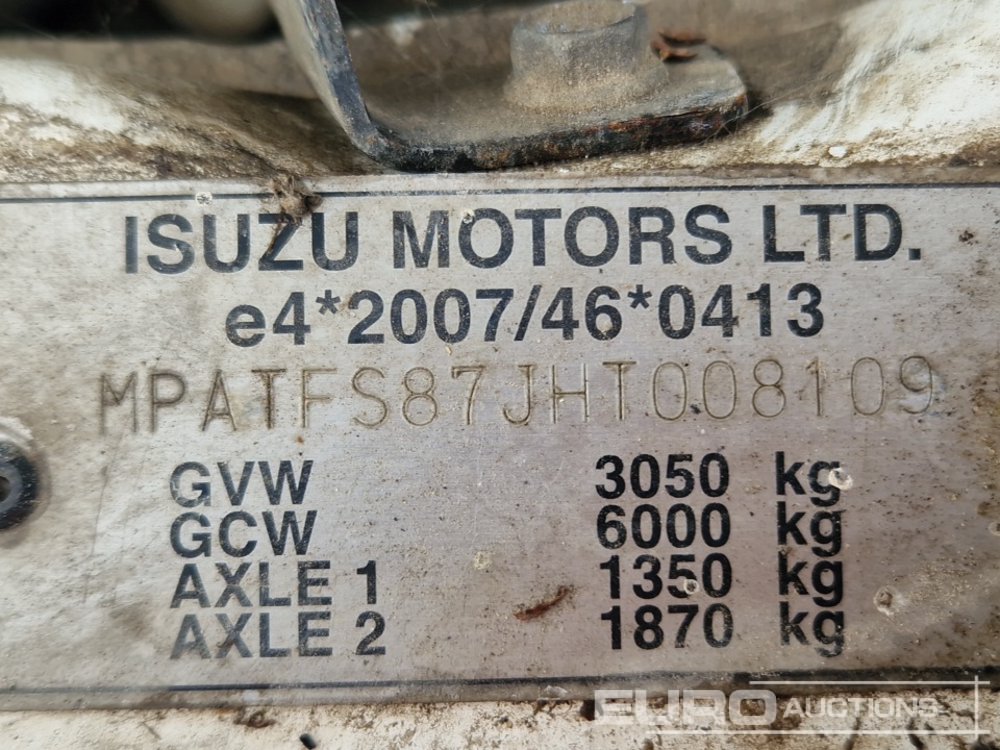 ISUZU MOTORS LTD.
e4*2007/46*0413
MPATFS87JHT008109
GVW 3050 kg
GCW 6000 kg
AXLE 1 1350 kg
AXLE 2 1870 kg
EURO AUCTIONS